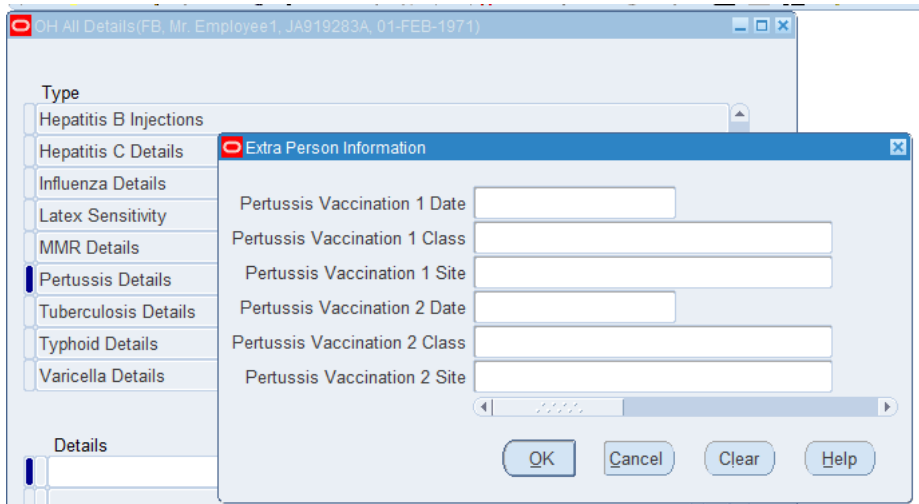 OH All Details(FB, Mr. Employee1, JA919283A, 01-FEB-1971)
Type
Hepatitis B Injections
Hepatitis C Details
Influenza Details
Latex Sensitivity
MMR Details
Pertussis Details
Tuberculosis Details
Typhoid Details
Varicella Details
Details
Extra Person Information
Pertussis Vaccination 1 Date
Pertussis Vaccination 1 Class
Pertussis Vaccination 1 Site
Pertussis Vaccination 2 Date
Pertussis Vaccination 2 Class
Pertussis Vaccination 2 Site
OK Cancel Clear Help